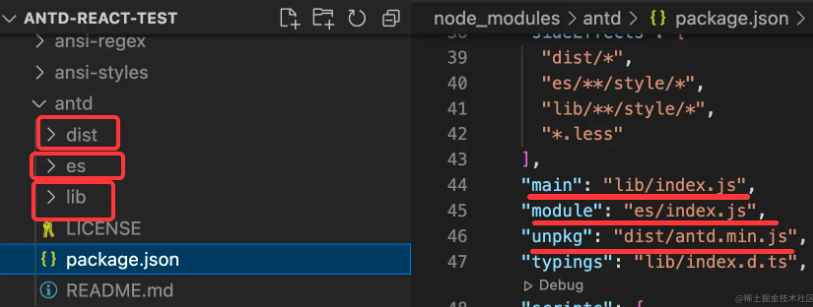 ANTD-REACT-TEST
ansi-regex
ansi-styles
antd
dist
es
lib
LICENSE
{} package.json
README.md
node_modules > antd > {} package.json >
38 "sideEffects": [
39 "dist/*",
40 "es/**/style/*",
41 "lib/**/style/*",
42 "*.less"
43 ],
44 "main": "lib/index.js",
45 "module": "es/index.js",
46 "unpkg": "dist/antd.min.js",
47 "typings": "lib/index.d.ts",
Debug
48 "scripts": {
@稀土掘金技术社区